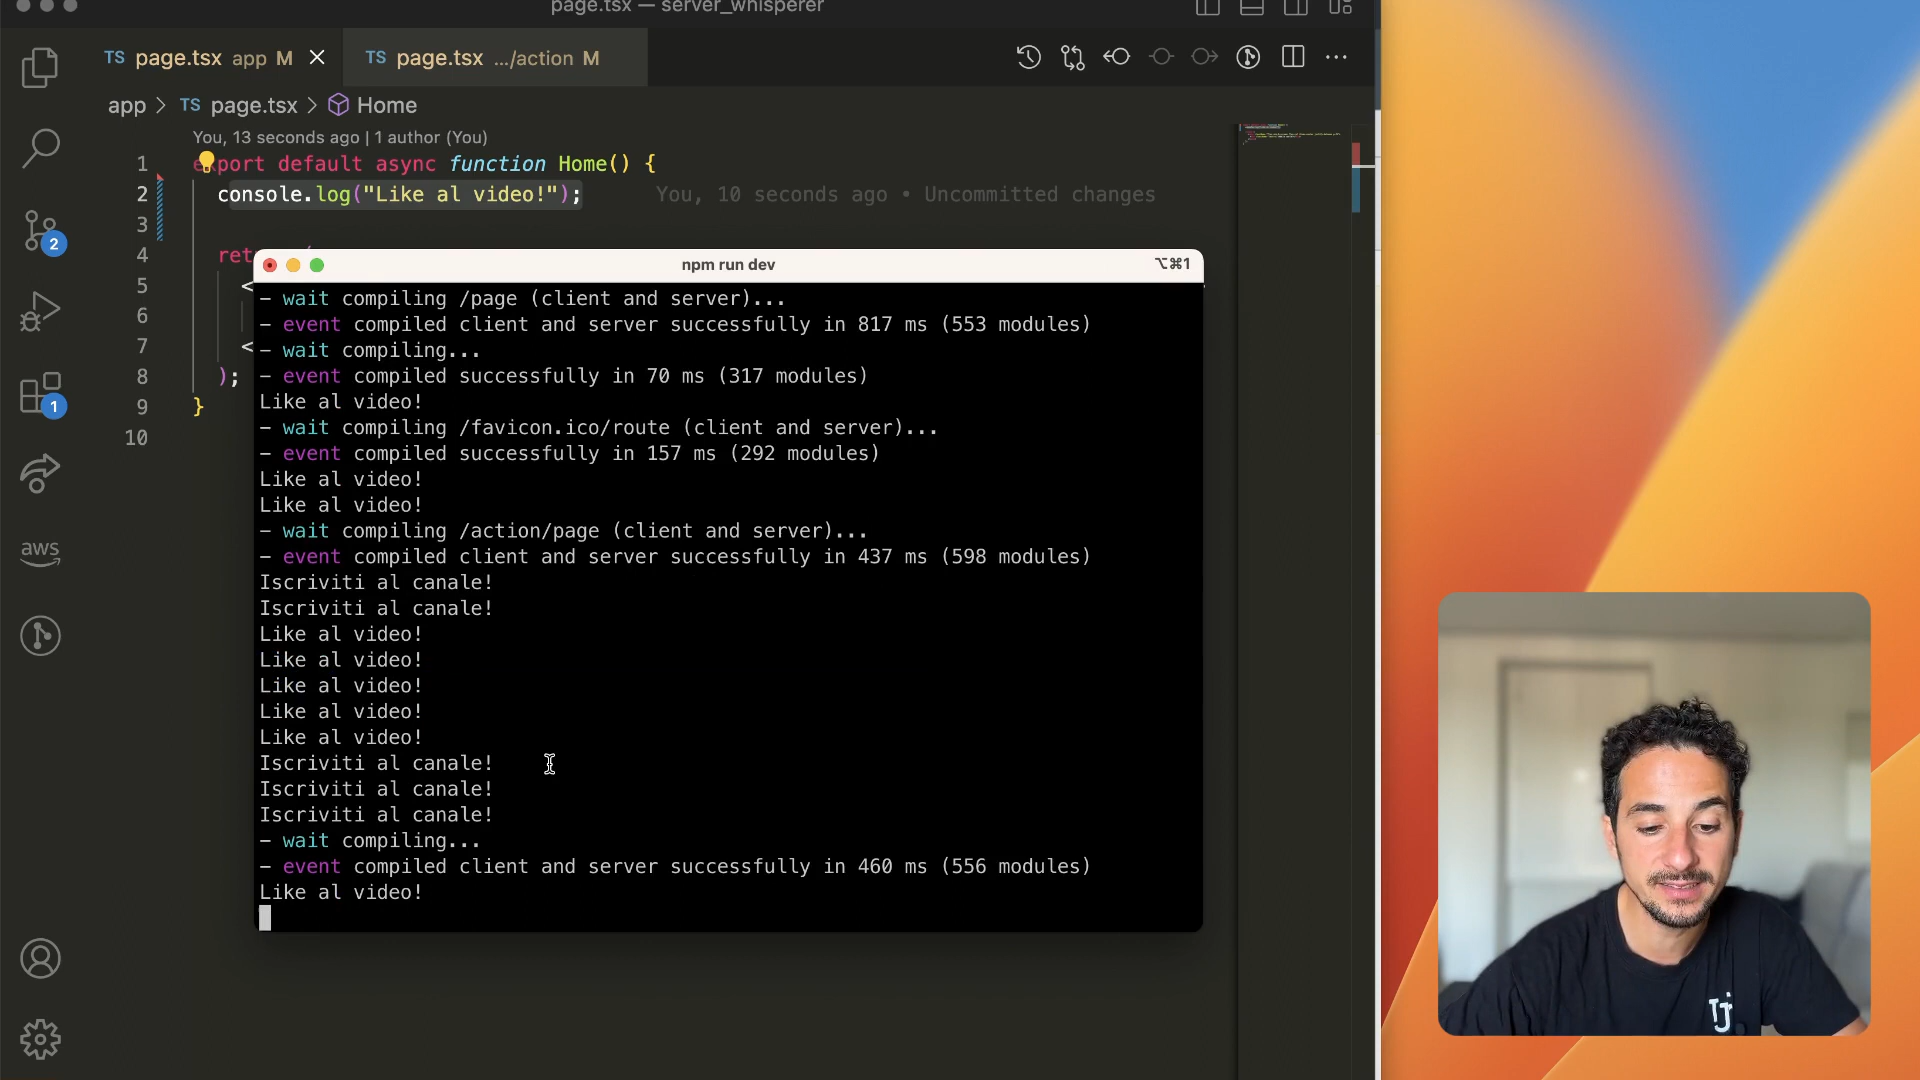 page.tsx — server_whisperer
TS page.tsx app M
TS page.tsx .../action M
app > TS page.tsx > Home
You, 13 seconds ago | 1 author (You)
1 export default async function Home() {
2 console.log("Like al video!"); You, 10 seconds ago • Uncommitted changes
3
4 ret
5 <
6
7 <
8 );
9 }
10
2
1
aws
npm run dev
⌥⌘1
- wait compiling /page (client and server)...
- event compiled client and server successfully in 817 ms (553 modules)
- wait compiling...
- event compiled successfully in 70 ms (317 modules)
Like al video!
- wait compiling /favicon.ico/route (client and server)...
- event compiled successfully in 157 ms (292 modules)
Like al video!
Like al video!
- wait compiling /action/page (client and server)...
- event compiled client and server successfully in 437 ms (598 modules)
Iscriviti al canale!
Iscriviti al canale!
Like al video!
Like al video!
Like al video!
Like al video!
Like al video!
Iscriviti al canale!
Iscriviti al canale!
Iscriviti al canale!
- wait compiling...
- event compiled client and server successfully in 460 ms (556 modules)
Like al video!